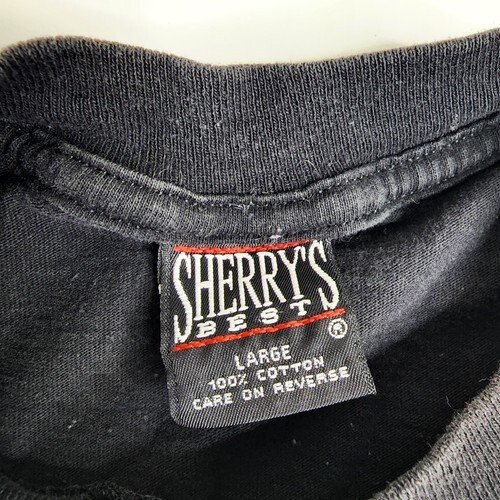 SHERRY'S
BEST ®
LARGE
100% COTTON
CARE ON REVERSE